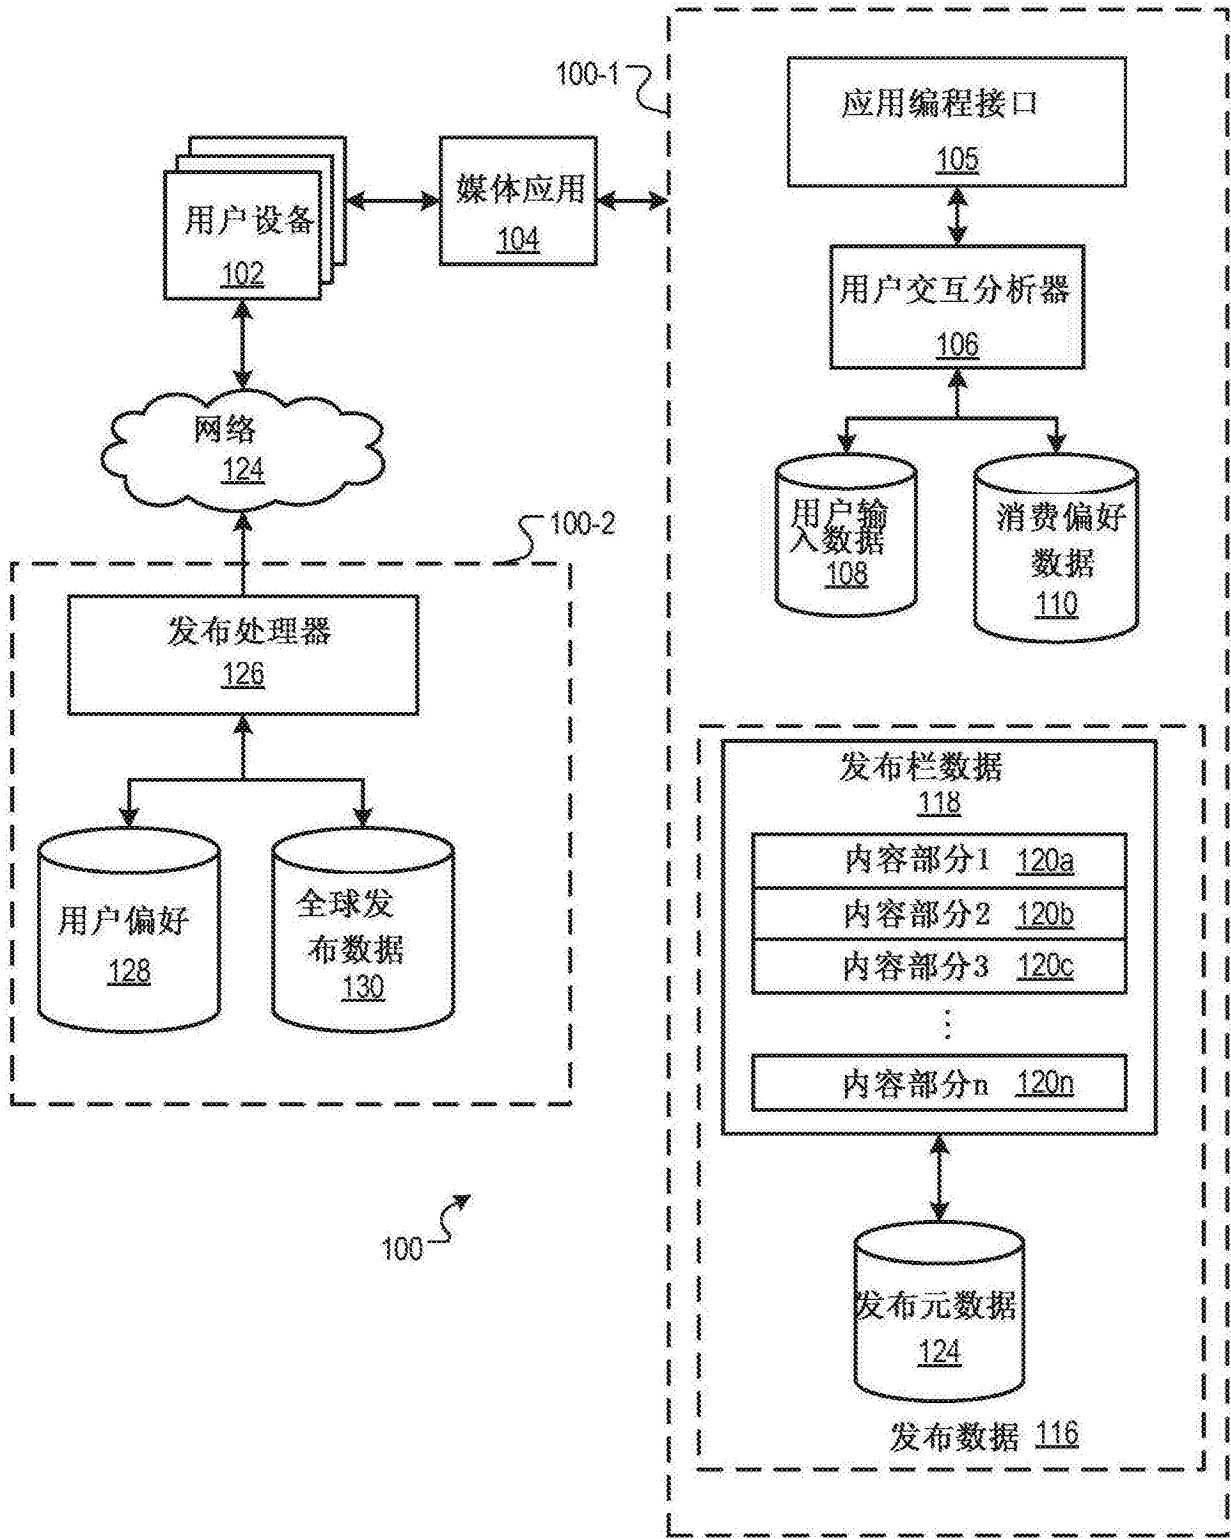 100-1
应用编程接口
105
用户设备
102
媒体应用
104
用户交互分析器
106
网络
124
用户输
入数据
108
消费偏好
数据
110
100-2
发布处理器
126
用户偏好
128
全球发
布数据
130
发布栏数据
118
内容部分1 120a
内容部分2 120b
内容部分3 120c
⋮
内容部分n 120n
100
发布元数据
124
发布数据 116